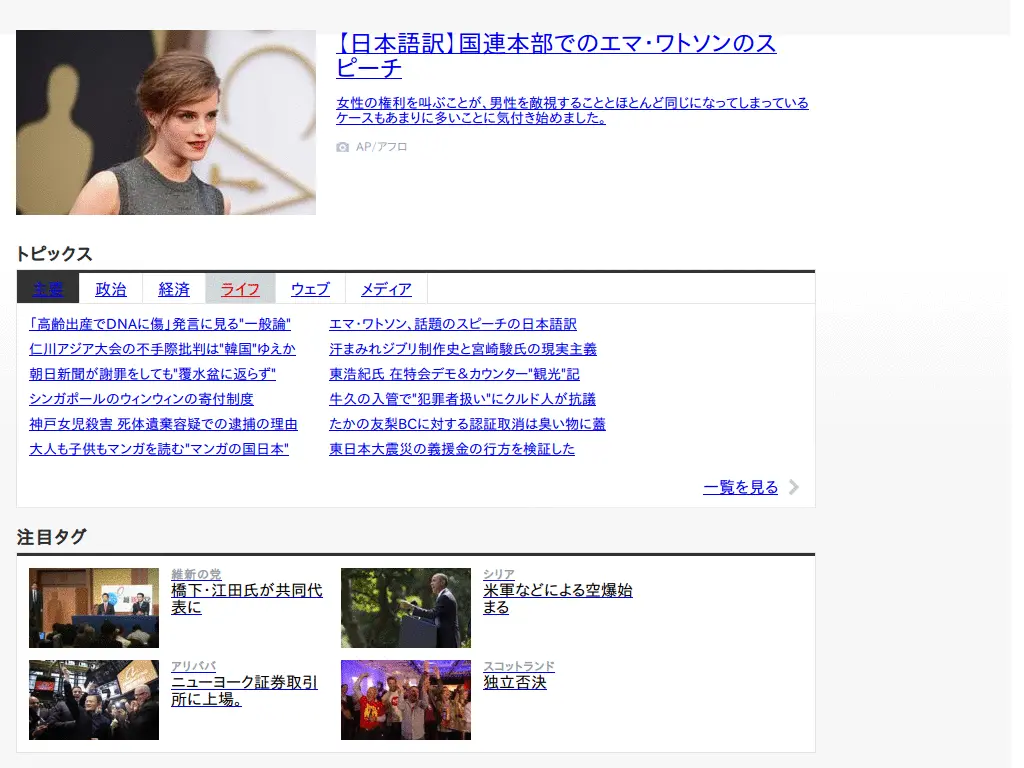 【日本語訳】国連本部でのエマ・ワトソンのス
ピーチ
女性の権利を叫ぶことが、男性を敵視することとほとんど同じになってしまっている
ケースもあまりに多いことに気付き始めました。
AP/アフロ
トピックス
主要 政治 経済 ライフ ウェブ メディア
「高齢出産でDNAに傷」発言に見る"一般論"
仁川アジア大会の不手際批判は"韓国"ゆえか
朝日新聞が謝罪をしても"覆水盆に返らず"
シンガポールのウィンウィンの寄付制度
神戸女児殺害 死体遺棄容疑での逮捕の理由
大人も子供もマンガを読む"マンガの国日本"
エマ・ワトソン、話題のスピーチの日本語訳
汗まみれジブリ制作史と宮崎駿氏の現実主義
東浩紀氏 在特会デモ&カウンター"観光"記
牛久の入管で"犯罪者扱い"にクルド人が抗議
たかの友梨BCに対する認証取消は臭い物に蓋
東日本大震災の義援金の行方を検証した
一覧を見る
注目タグ
維新の党
橋下・江田氏が共同代
表に
シリア
米軍などによる空爆始
まる
アリババ
ニューヨーク証券取引
所に上場。
スコットランド
独立否決